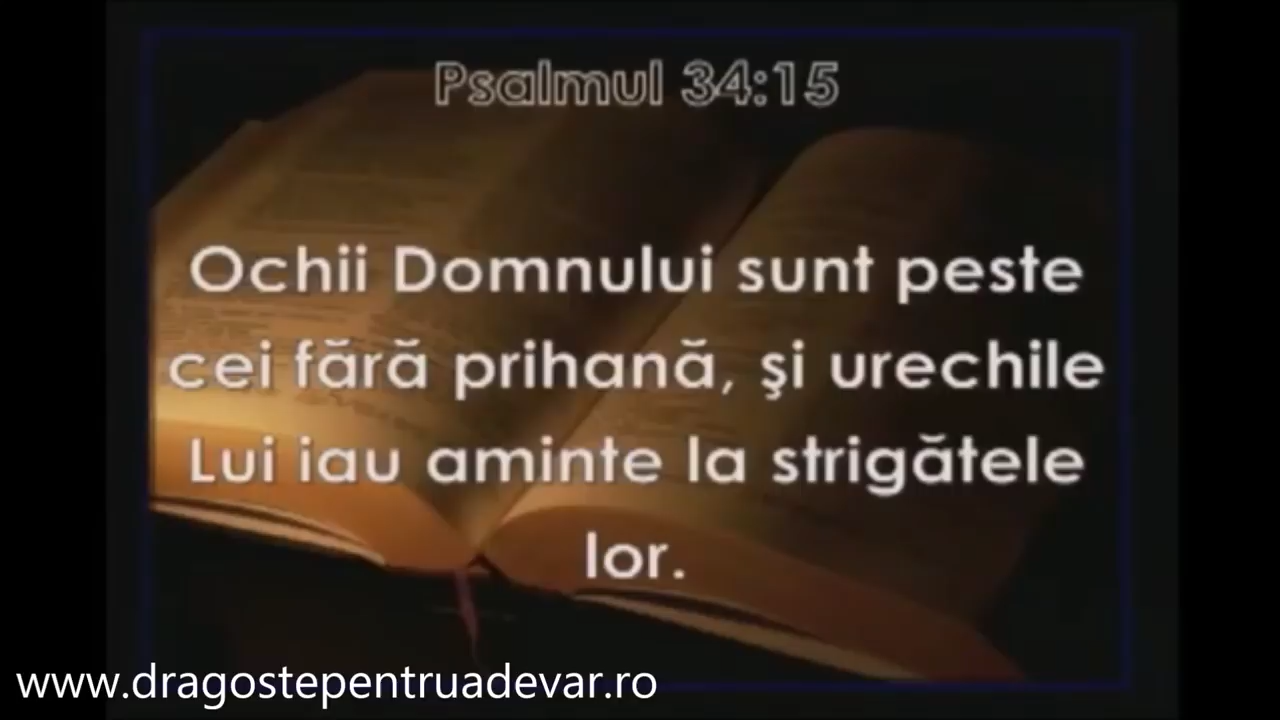 Psalmul 34:15
Ochii Domnului sunt peste
cei fără prihană, şi urechile
Lui iau aminte la strigătele
lor.
www.dragostepentruadevar.ro